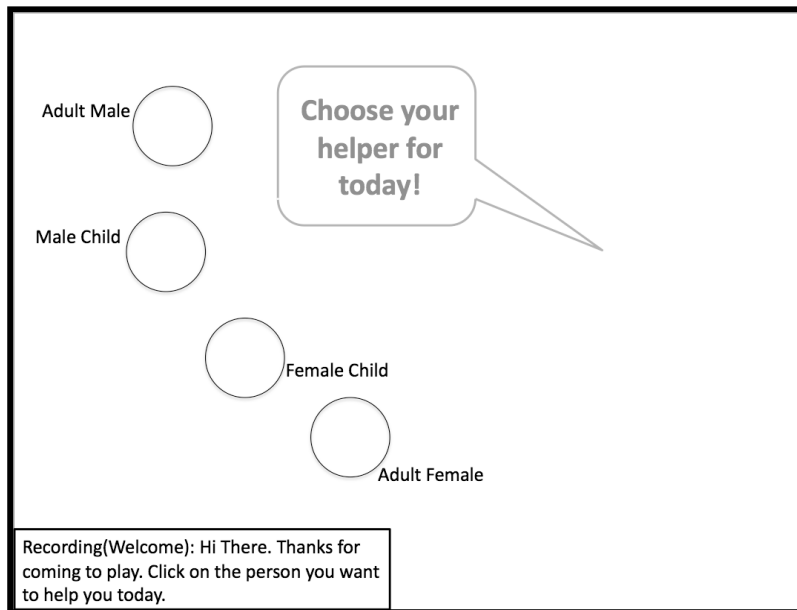 Adult Male
Choose your
helper for
today!
Male Child
Female Child
Adult Female
Recording(Welcome): Hi There. Thanks for
coming to play. Click on the person you want
to help you today.